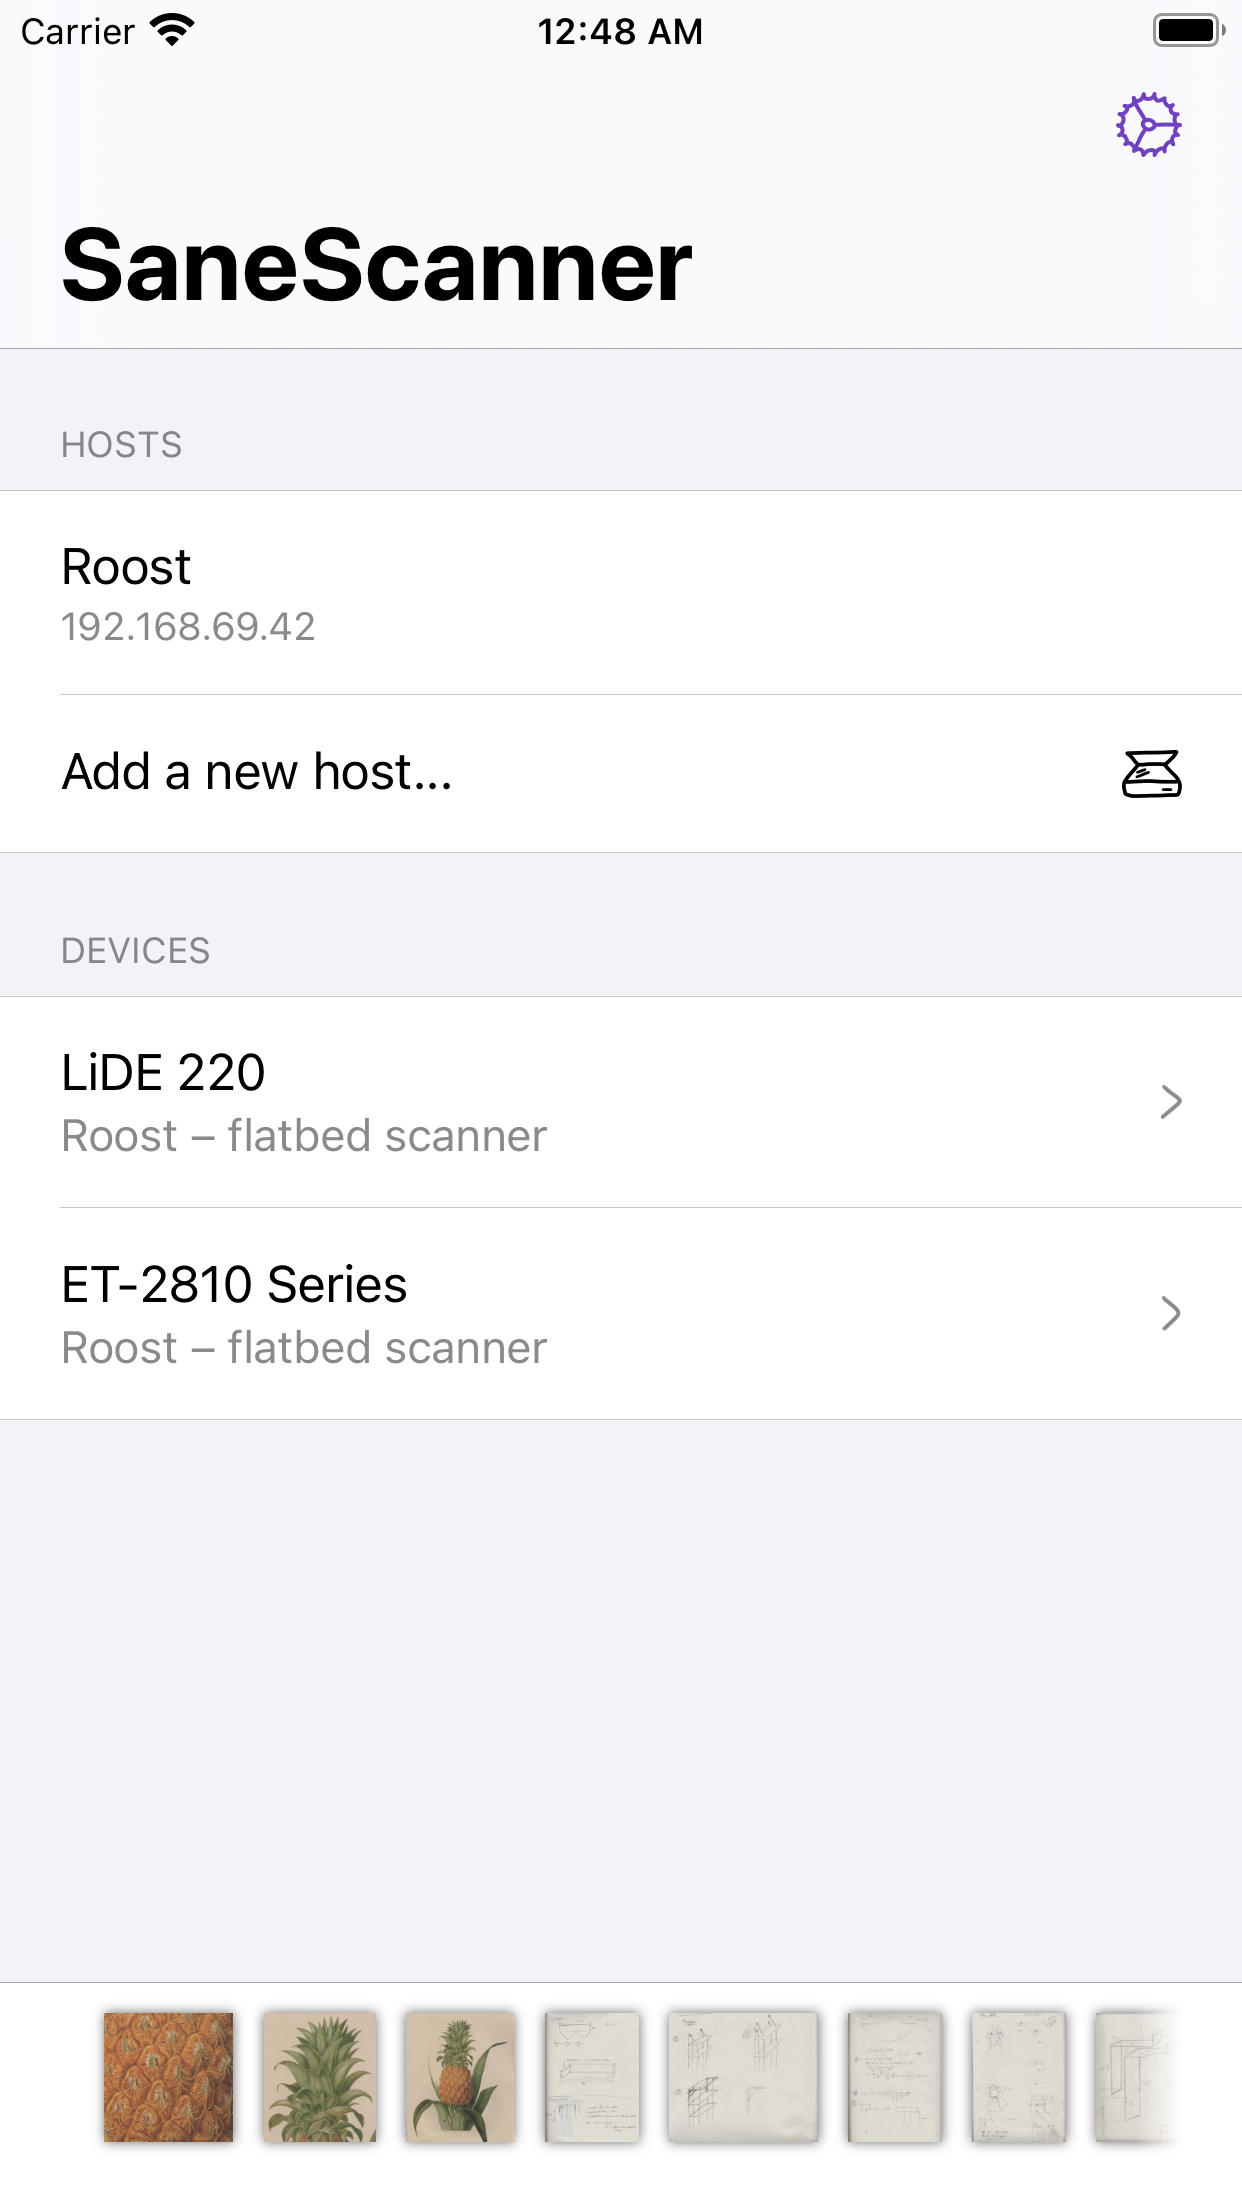 Carrier
12:48 AM
SaneScanner
HOSTS
Roost
192.168.69.42
Add a new host...
DEVICES
LiDE 220
Roost – flatbed scanner
ET-2810 Series
Roost – flatbed scanner